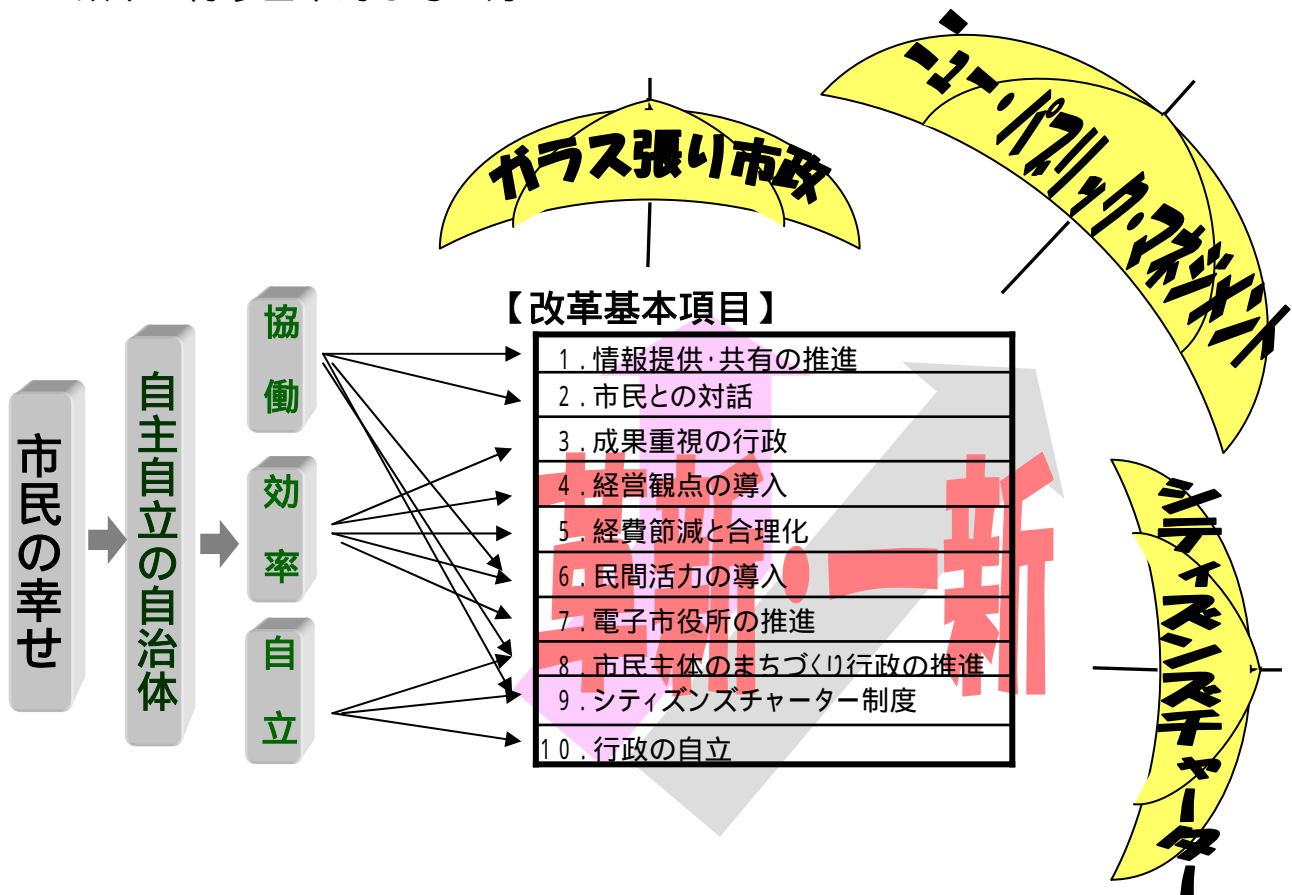 ガラス張り市政
ニュー・パブリック・マネジメント
【改革基本項目】
市民の幸せ
自主自立の自治体
協働
効率
自立
1.情報提供・共有の推進
2.市民との対話
3.成果重視の行政
4.経営観点の導入
5.経費節減と合理化
6.民間活力の導入
7.電子市役所の推進
8.市民主体のまちづくり行政の推進
9.シティズンズチャーター制度
10.行政の自立
革新・一新
シティズンズチャーター